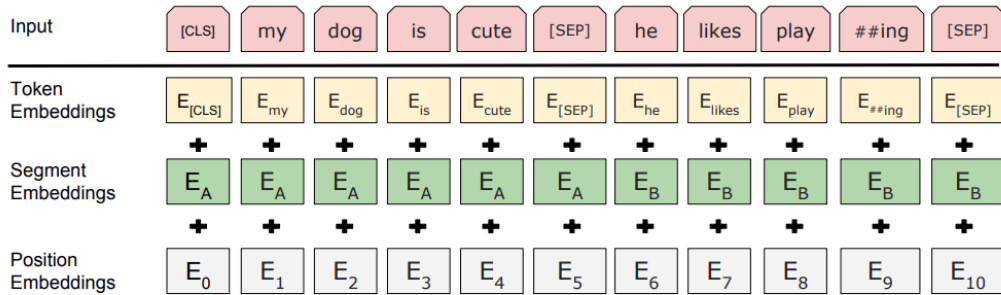 Input [CLS] my dog is cute [SEP] he likes play ##ing [SEP]
Token Embeddings E[CLS] Emy Edog Eis Ecute E[SEP] Ehe Elikes Eplay E##ing E[SEP]
+ + + + + + + + + + +
Segment Embeddings EA EA EA EA EA EA EB EB EB EB EB
+ + + + + + + + + + +
Position Embeddings E0 E1 E2 E3 E4 E5 E6 E7 E8 E9 E10